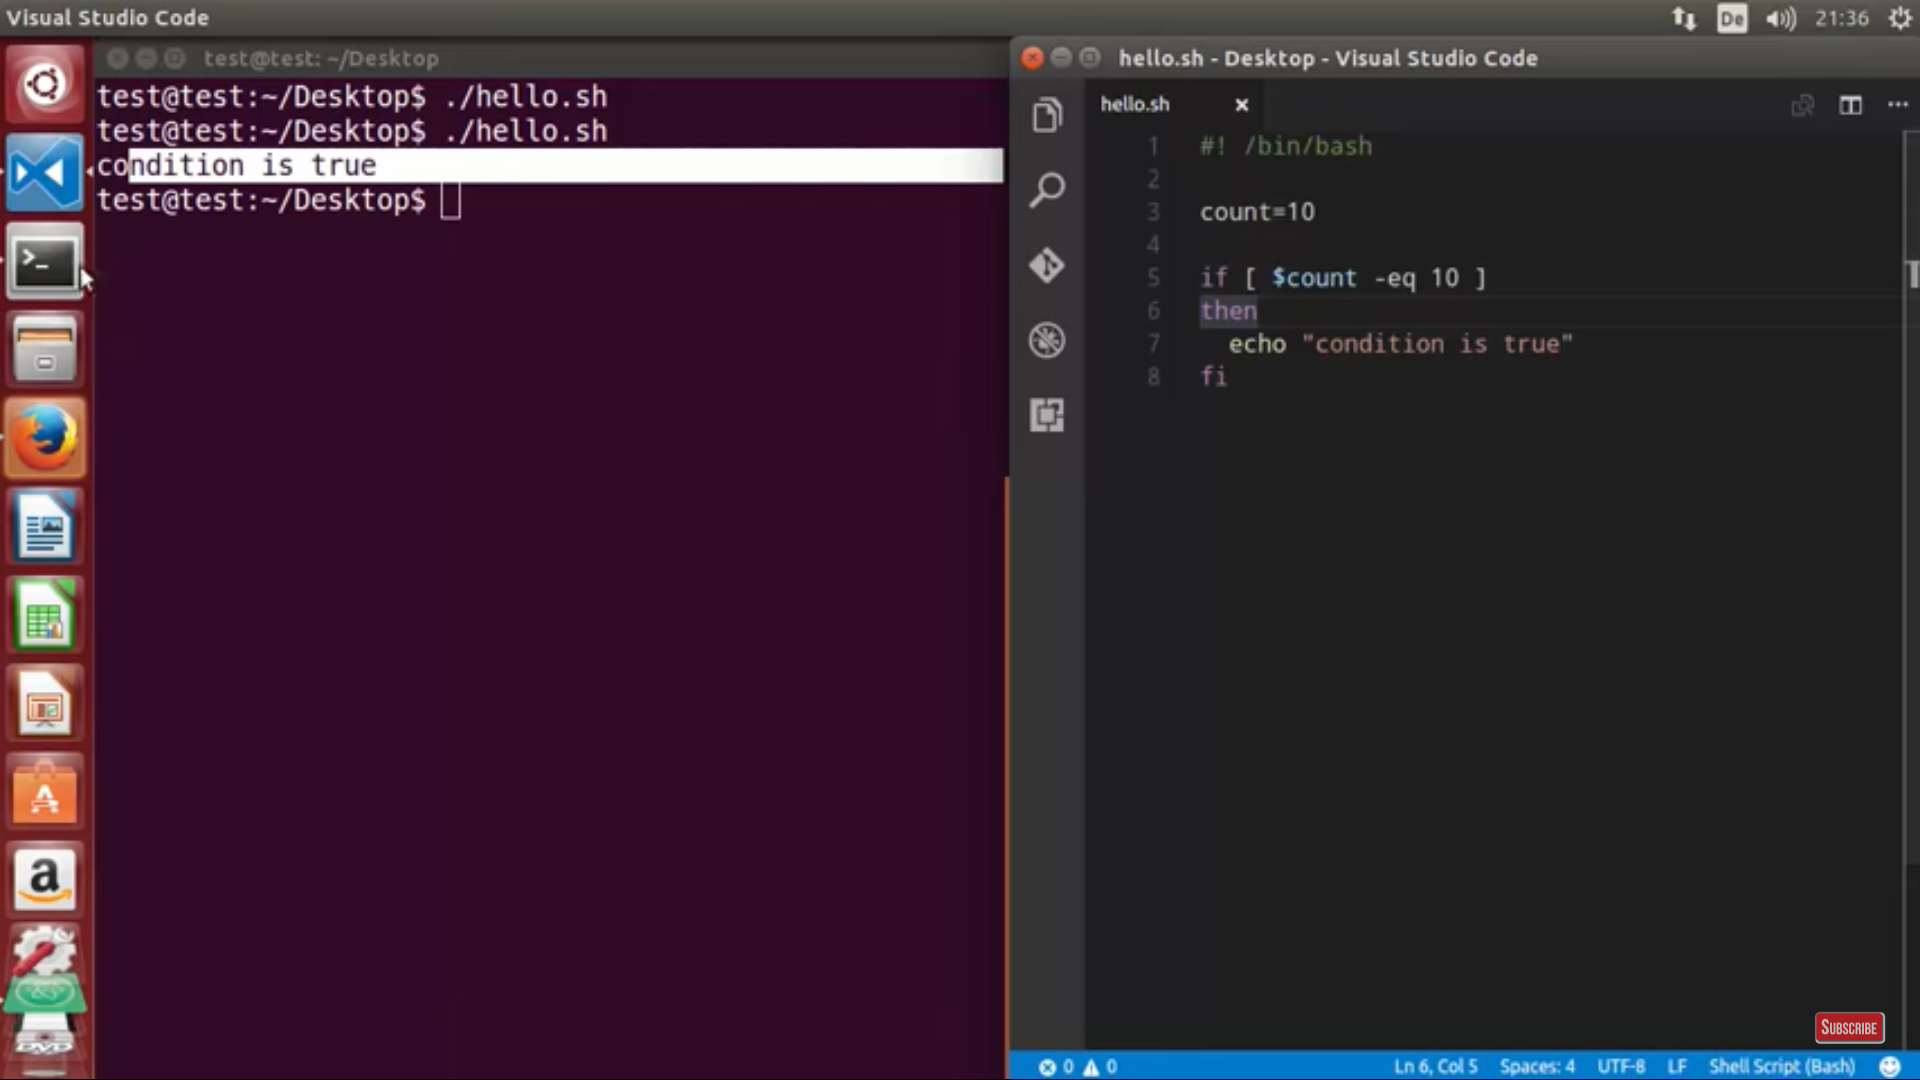 Visual Studio Code
De
21:36
test@test: ~/Desktop
test@test:~/Desktop$ ./hello.sh
test@test:~/Desktop$ ./hello.sh
condition is true
test@test:~/Desktop$
hello.sh - Desktop - Visual Studio Code
hello.sh
1 #! /bin/bash
2
3 count=10
4
5 if [ $count -eq 10 ]
6 then
7 echo "condition is true"
8 fi
SUBSCRIBE
0 0 Ln 6, Col 5 Spaces: 4 UTF-8 LF Shell Script (Bash)
a
DVD